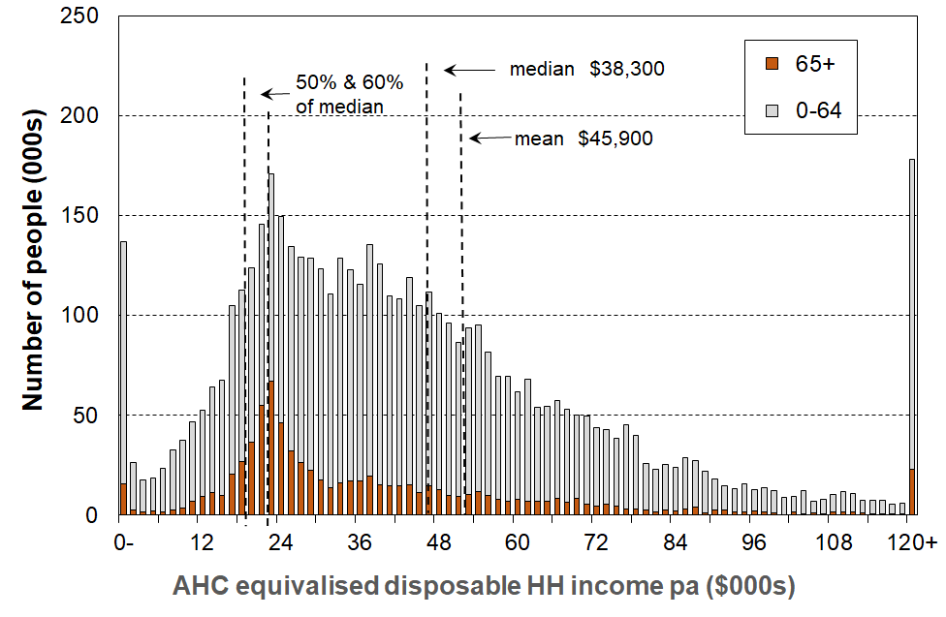 250
200
150
100
50
0
Number of people (000s)
50% & 60%
of median
median $38,300
mean $45,900
65+
0-64
0- 12 24 36 48 60 72 84 96 108 120+
AHC equivalised disposable HH income pa ($000s)